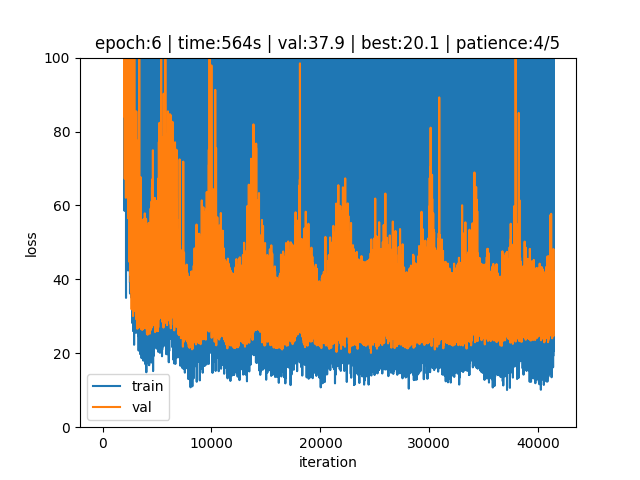 epoch:6 | time:564s | val:37.9 | best:20.1 | patience:4/5
100
80
60
40
20
0
loss
train
val
0 10000 20000 30000 40000
iteration